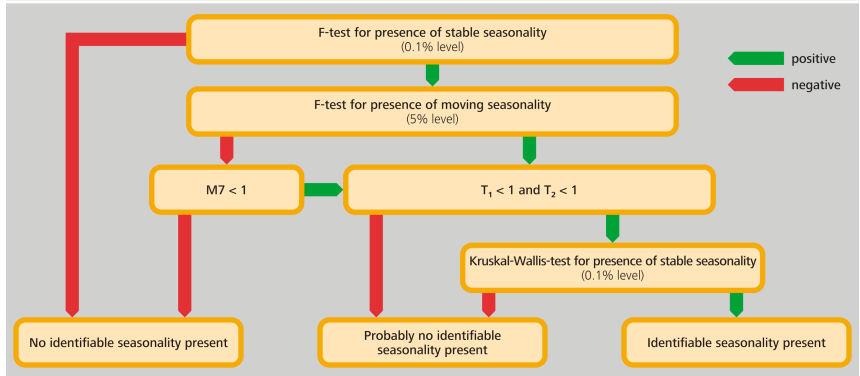 F-test for presence of stable seasonality
(0.1% level)
positive
negative
F-test for presence of moving seasonality
(5% level)
M7 < 1
T₁ < 1 and T₂ < 1
Kruskal-Wallis-test for presence of stable seasonality
(0.1% level)
No identifiable seasonality present
Probably no identifiable
seasonality present
Identifiable seasonality present